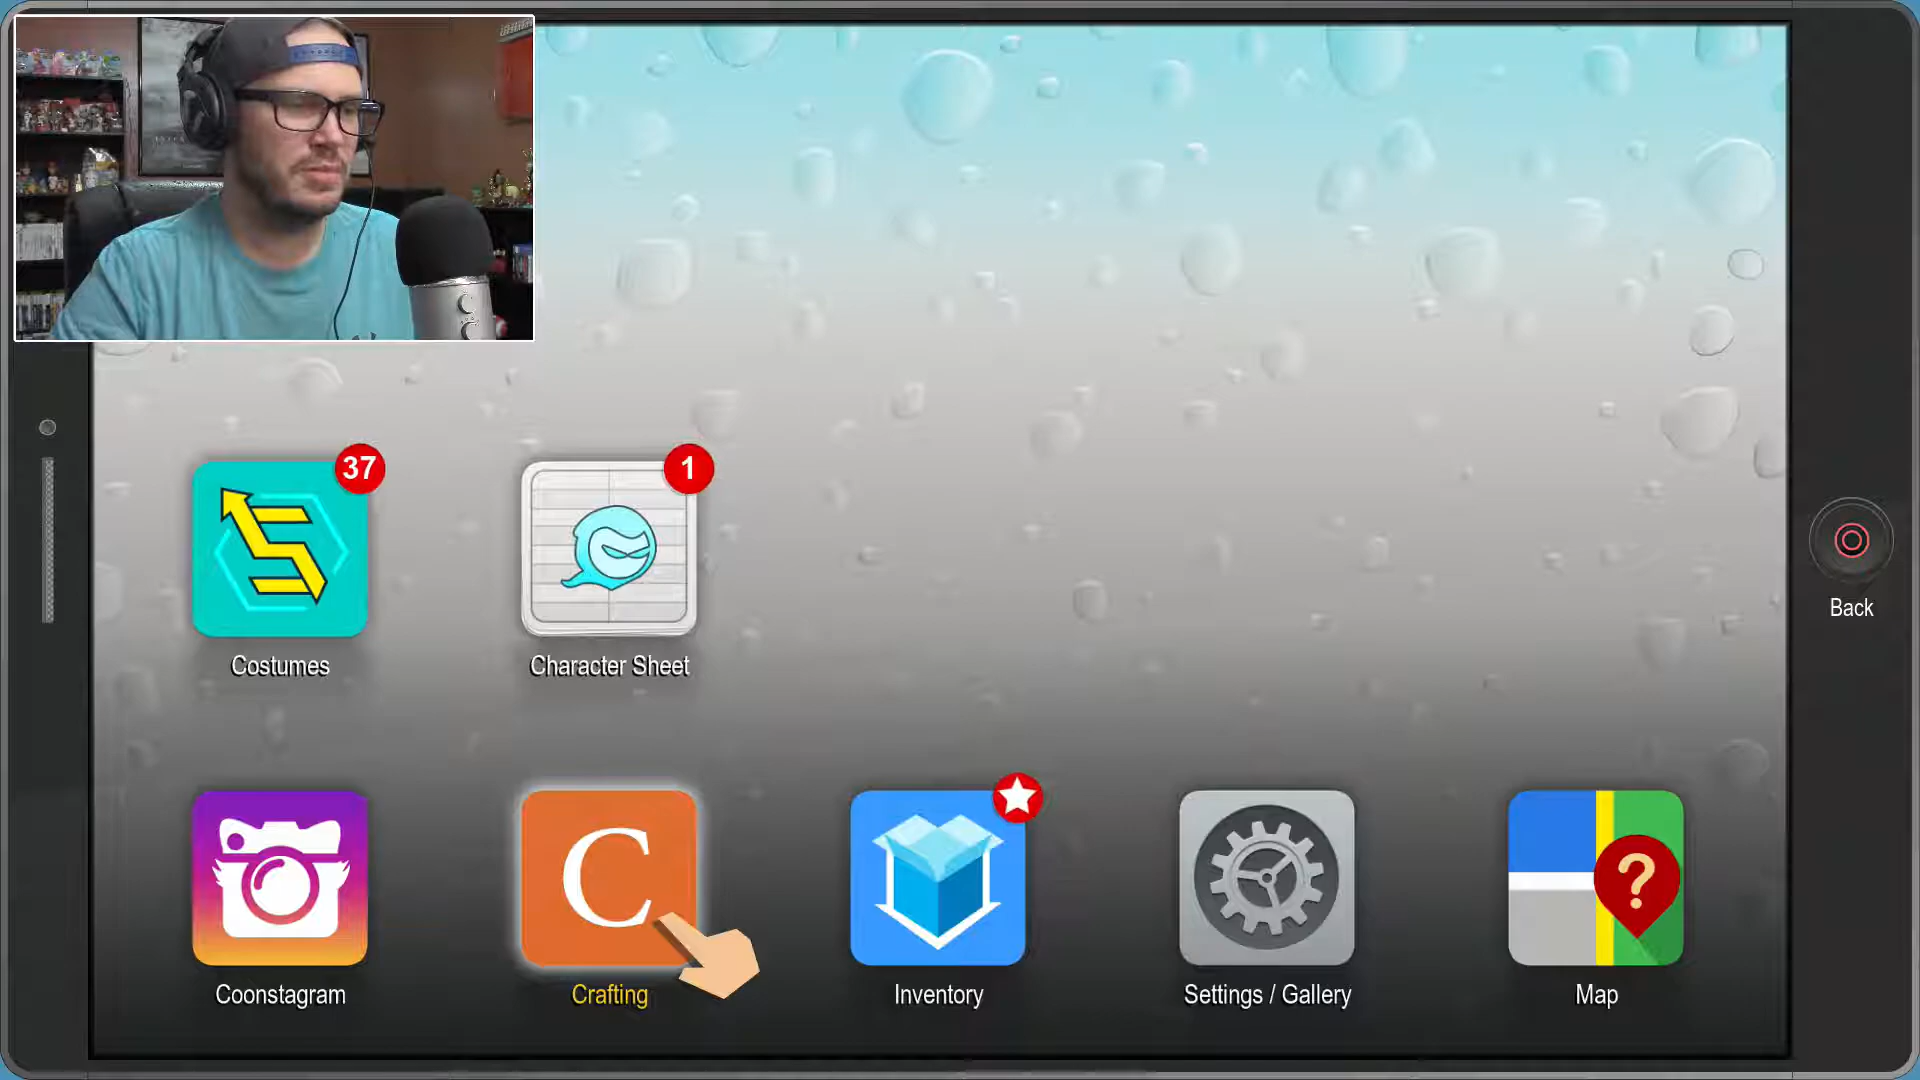 37
1
Costumes
Character Sheet
Back
C
?
Coonstagram
Crafting
Inventory
Settings / Gallery
Map